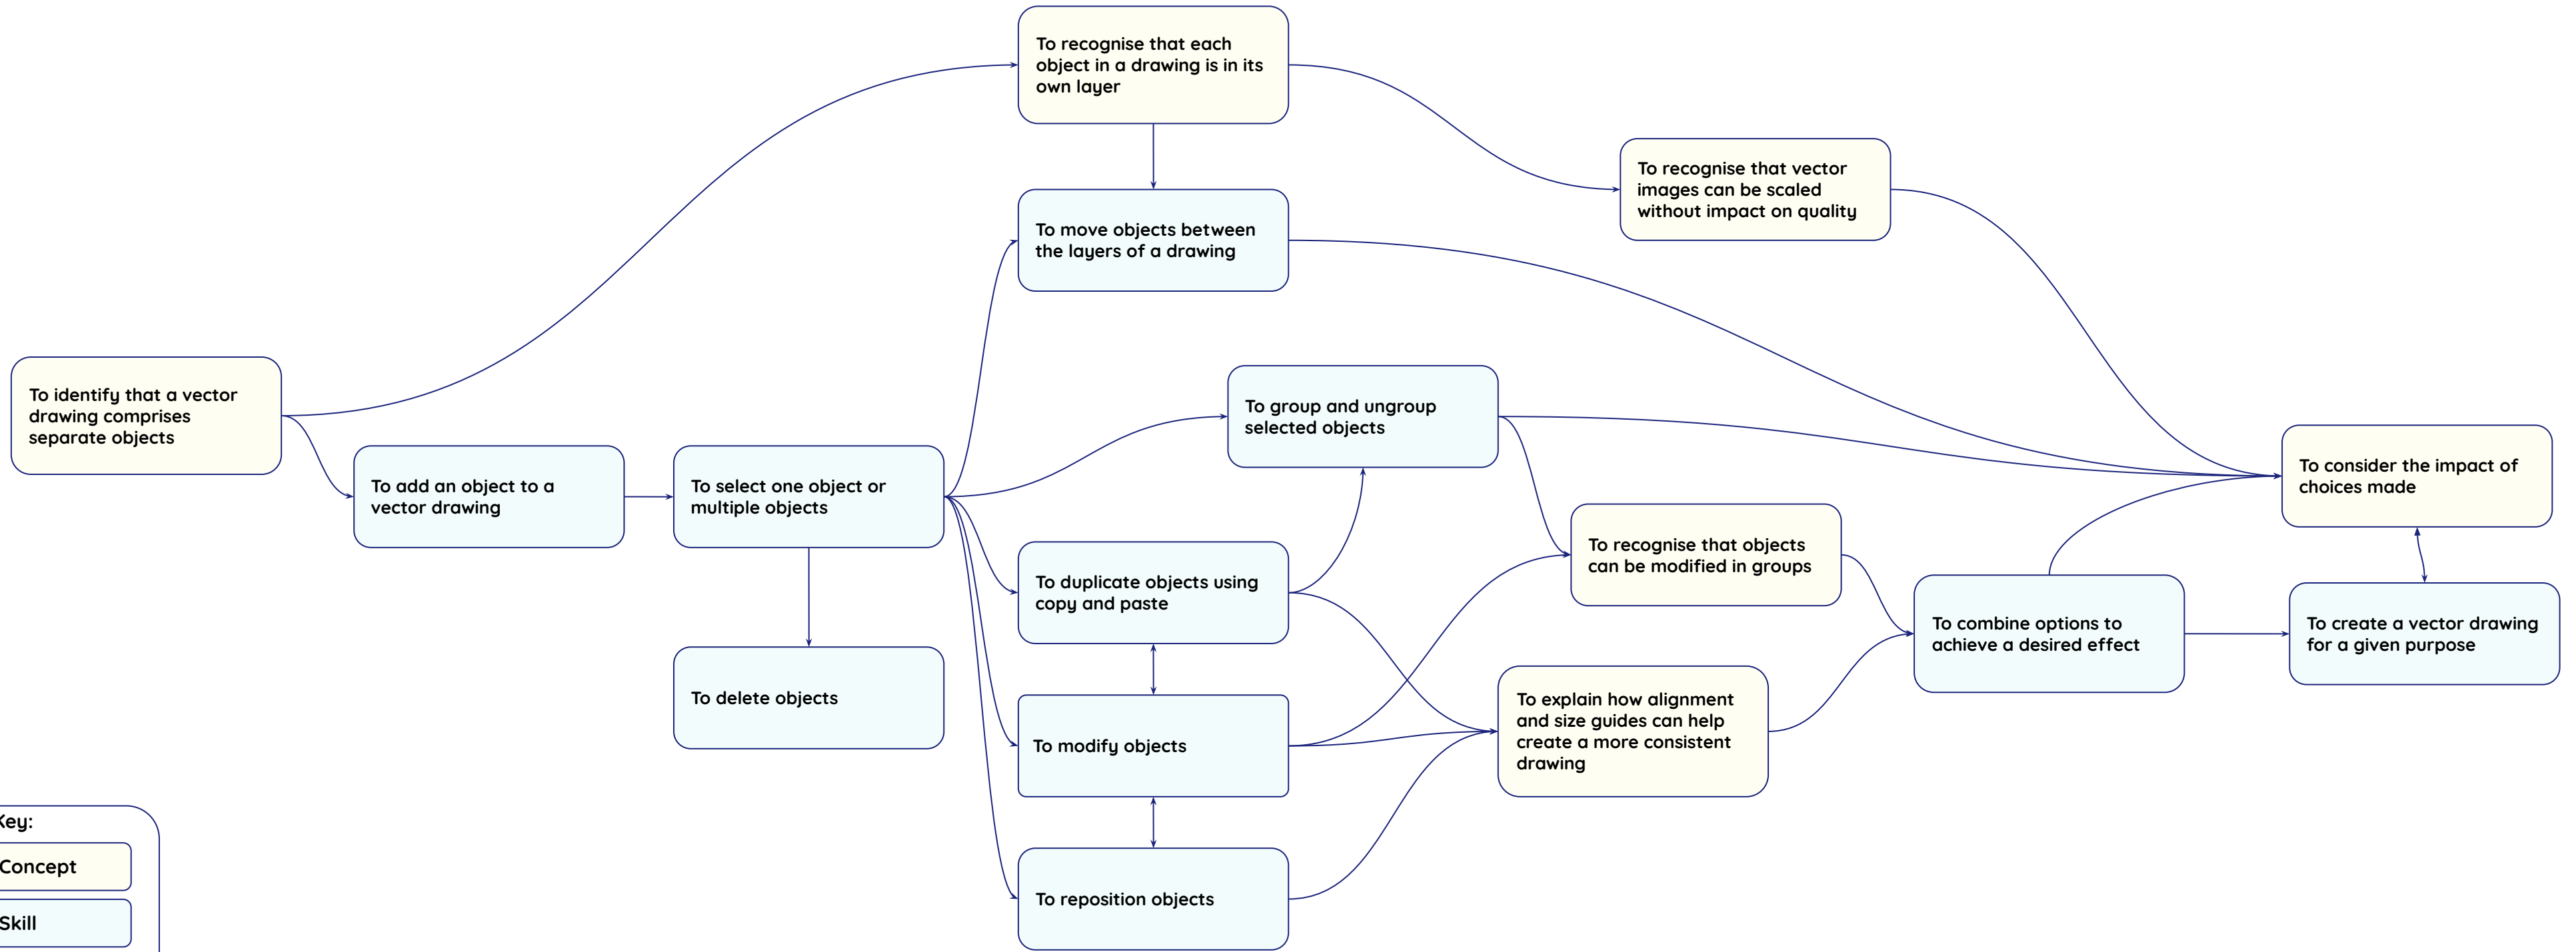 To recognise that each
object in a drawing is in its
own layer
To recognise that vector
images can be scaled
without impact on quality
To move objects between
the layers of a drawing
To identify that a vector
drawing comprises
separate objects
To group and ungroup
selected objects
To consider the impact of
choices made
To add an object to a
vector drawing
To select one object or
multiple objects
To recognise that objects
can be modified in groups
To duplicate objects using
copy and paste
To combine options to
achieve a desired effect
To create a vector drawing
for a given purpose
To delete objects
To modify objects
To explain how alignment
and size guides can help
create a more consistent
drawing
To reposition objects
Key:
Concept
Skill